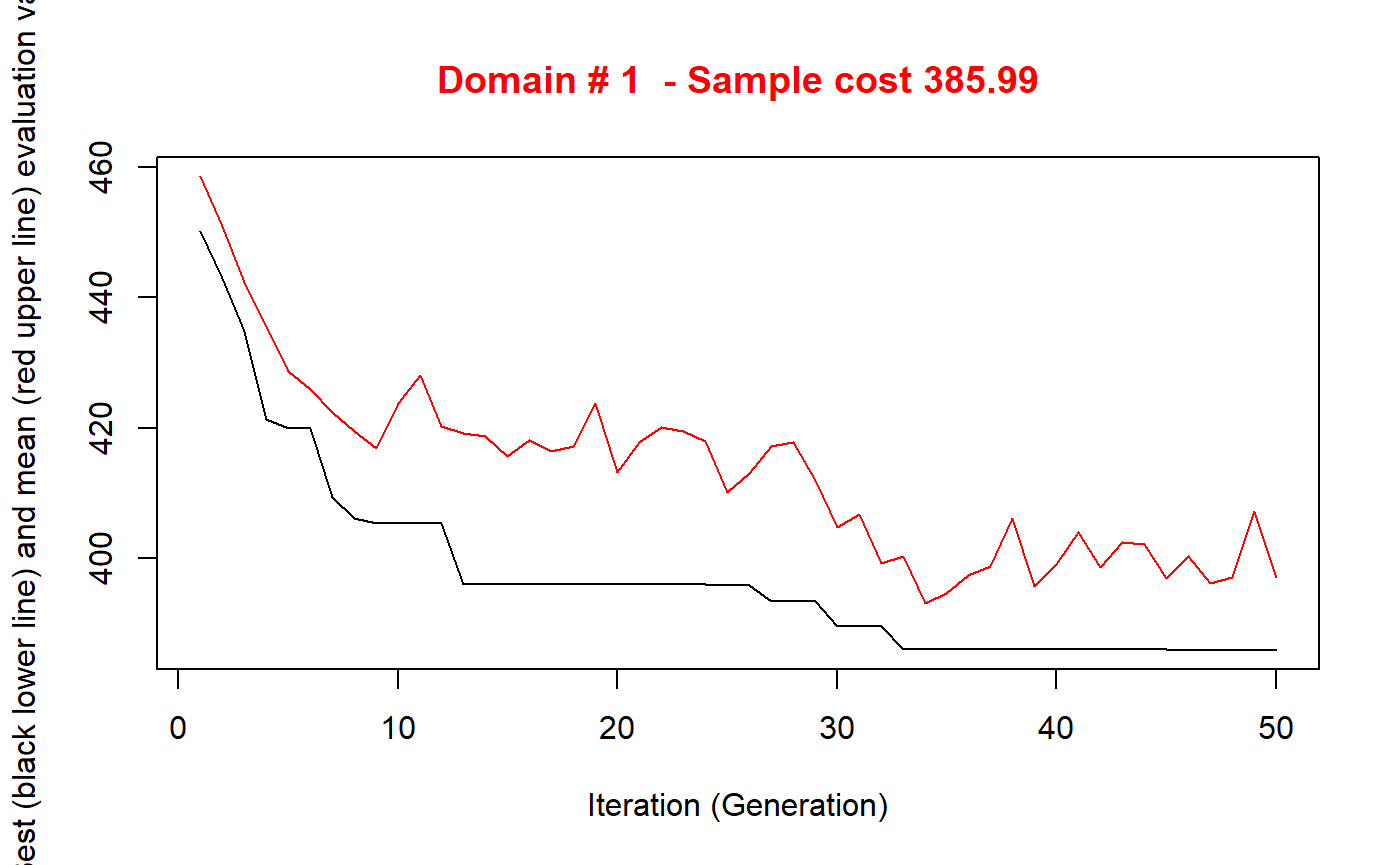 Domain # 1  - Sample cost 385.99
est (black lower line) and mean (red upper line) evaluation va
460
440
420
400
0 10 20 30 40 50
Iteration (Generation)